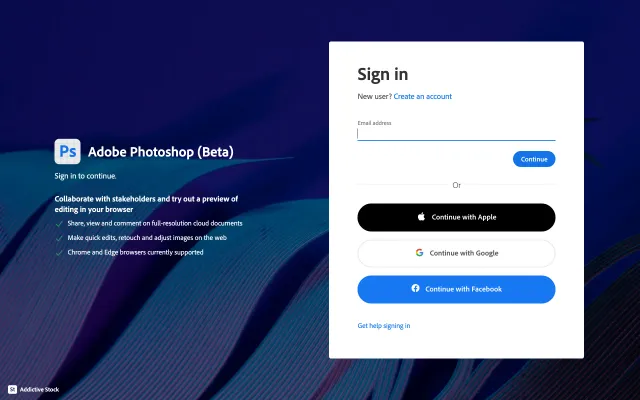 Ps Adobe Photoshop (Beta)
Sign in to continue.
Collaborate with stakeholders and try out a preview of
editing in your browser
Share, view and comment on full-resolution cloud documents
Make quick edits, retouch and adjust images on the web
Chrome and Edge browsers currently supported
St Addictive Stock
Sign in
New user? Create an account
Email address
Continue
Or
Continue with Apple
G Continue with Google
Continue with Facebook
Get help signing in